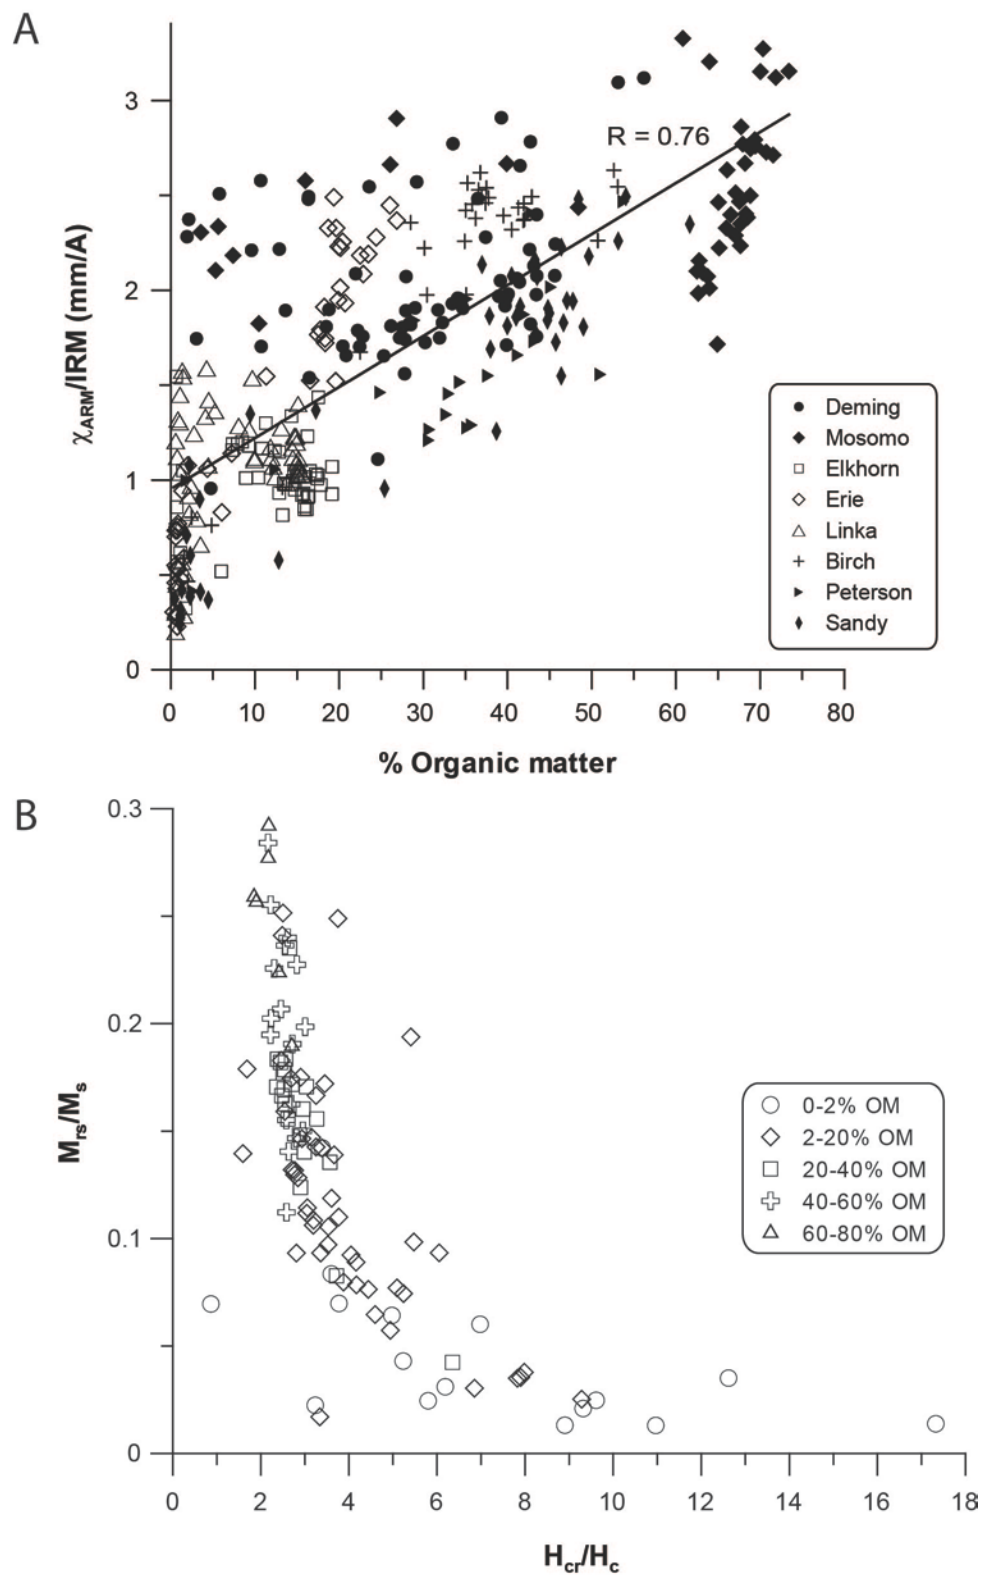 A
χARM/IRM (mm/A)
3
2
1
0
R = 0.76
Deming
Mosomo
Elkhorn
Erie
Linka
Birch
Peterson
Sandy
0 10 20 30 40 50 60 70 80
% Organic matter
B
Mrs/Ms
0.3
0.2
0.1
0
0-2% OM
2-20% OM
20-40% OM
40-60% OM
60-80% OM
0 2 4 6 8 10 12 14 16 18
Hcr/Hc